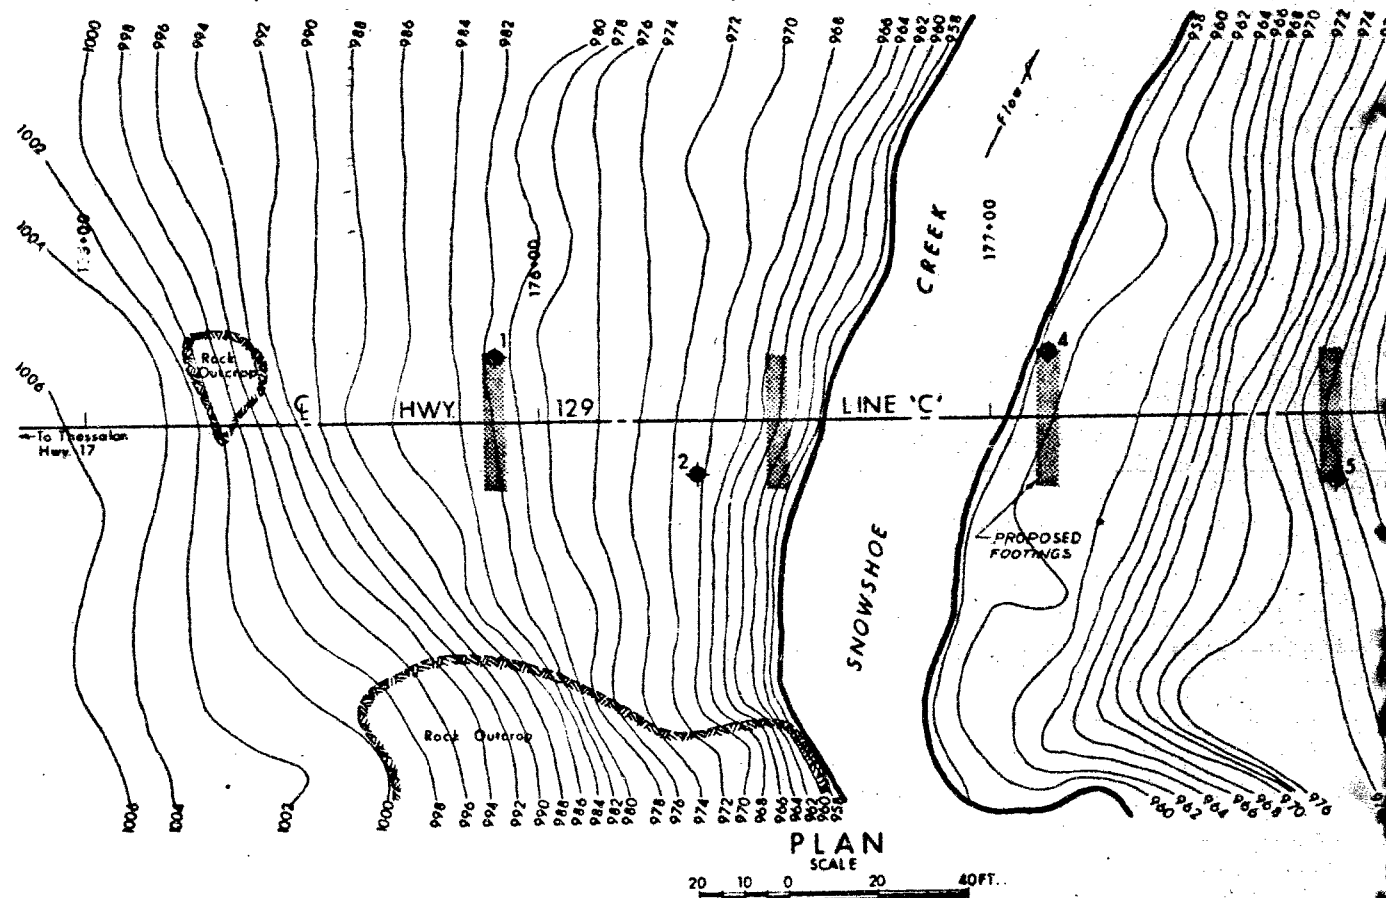 1000 998 996 994 992 990 988 986 984 982 980 978 976 974 972 970 968 966 964 962 960 958
958 960 962 964 966 968 970 972 974
Flow
1002
1004
1006
176+00
177+00
CREEK
SNOWSHOE
Rock
Outcrop
1
4
℄ HWY 129 LINE 'C'
To Thessalon
Hwy. 17
2
5
PROPOSED
FOOTINGS
Rock Outcrop
1006 1004 1002 1000 998 996 994 992 990 988 986 984 982 980 978 976 974 972 970 968 966 964 962 960 958
960 962 964 966 968 970 976
PLAN
SCALE
20 10 0 20 40FT.